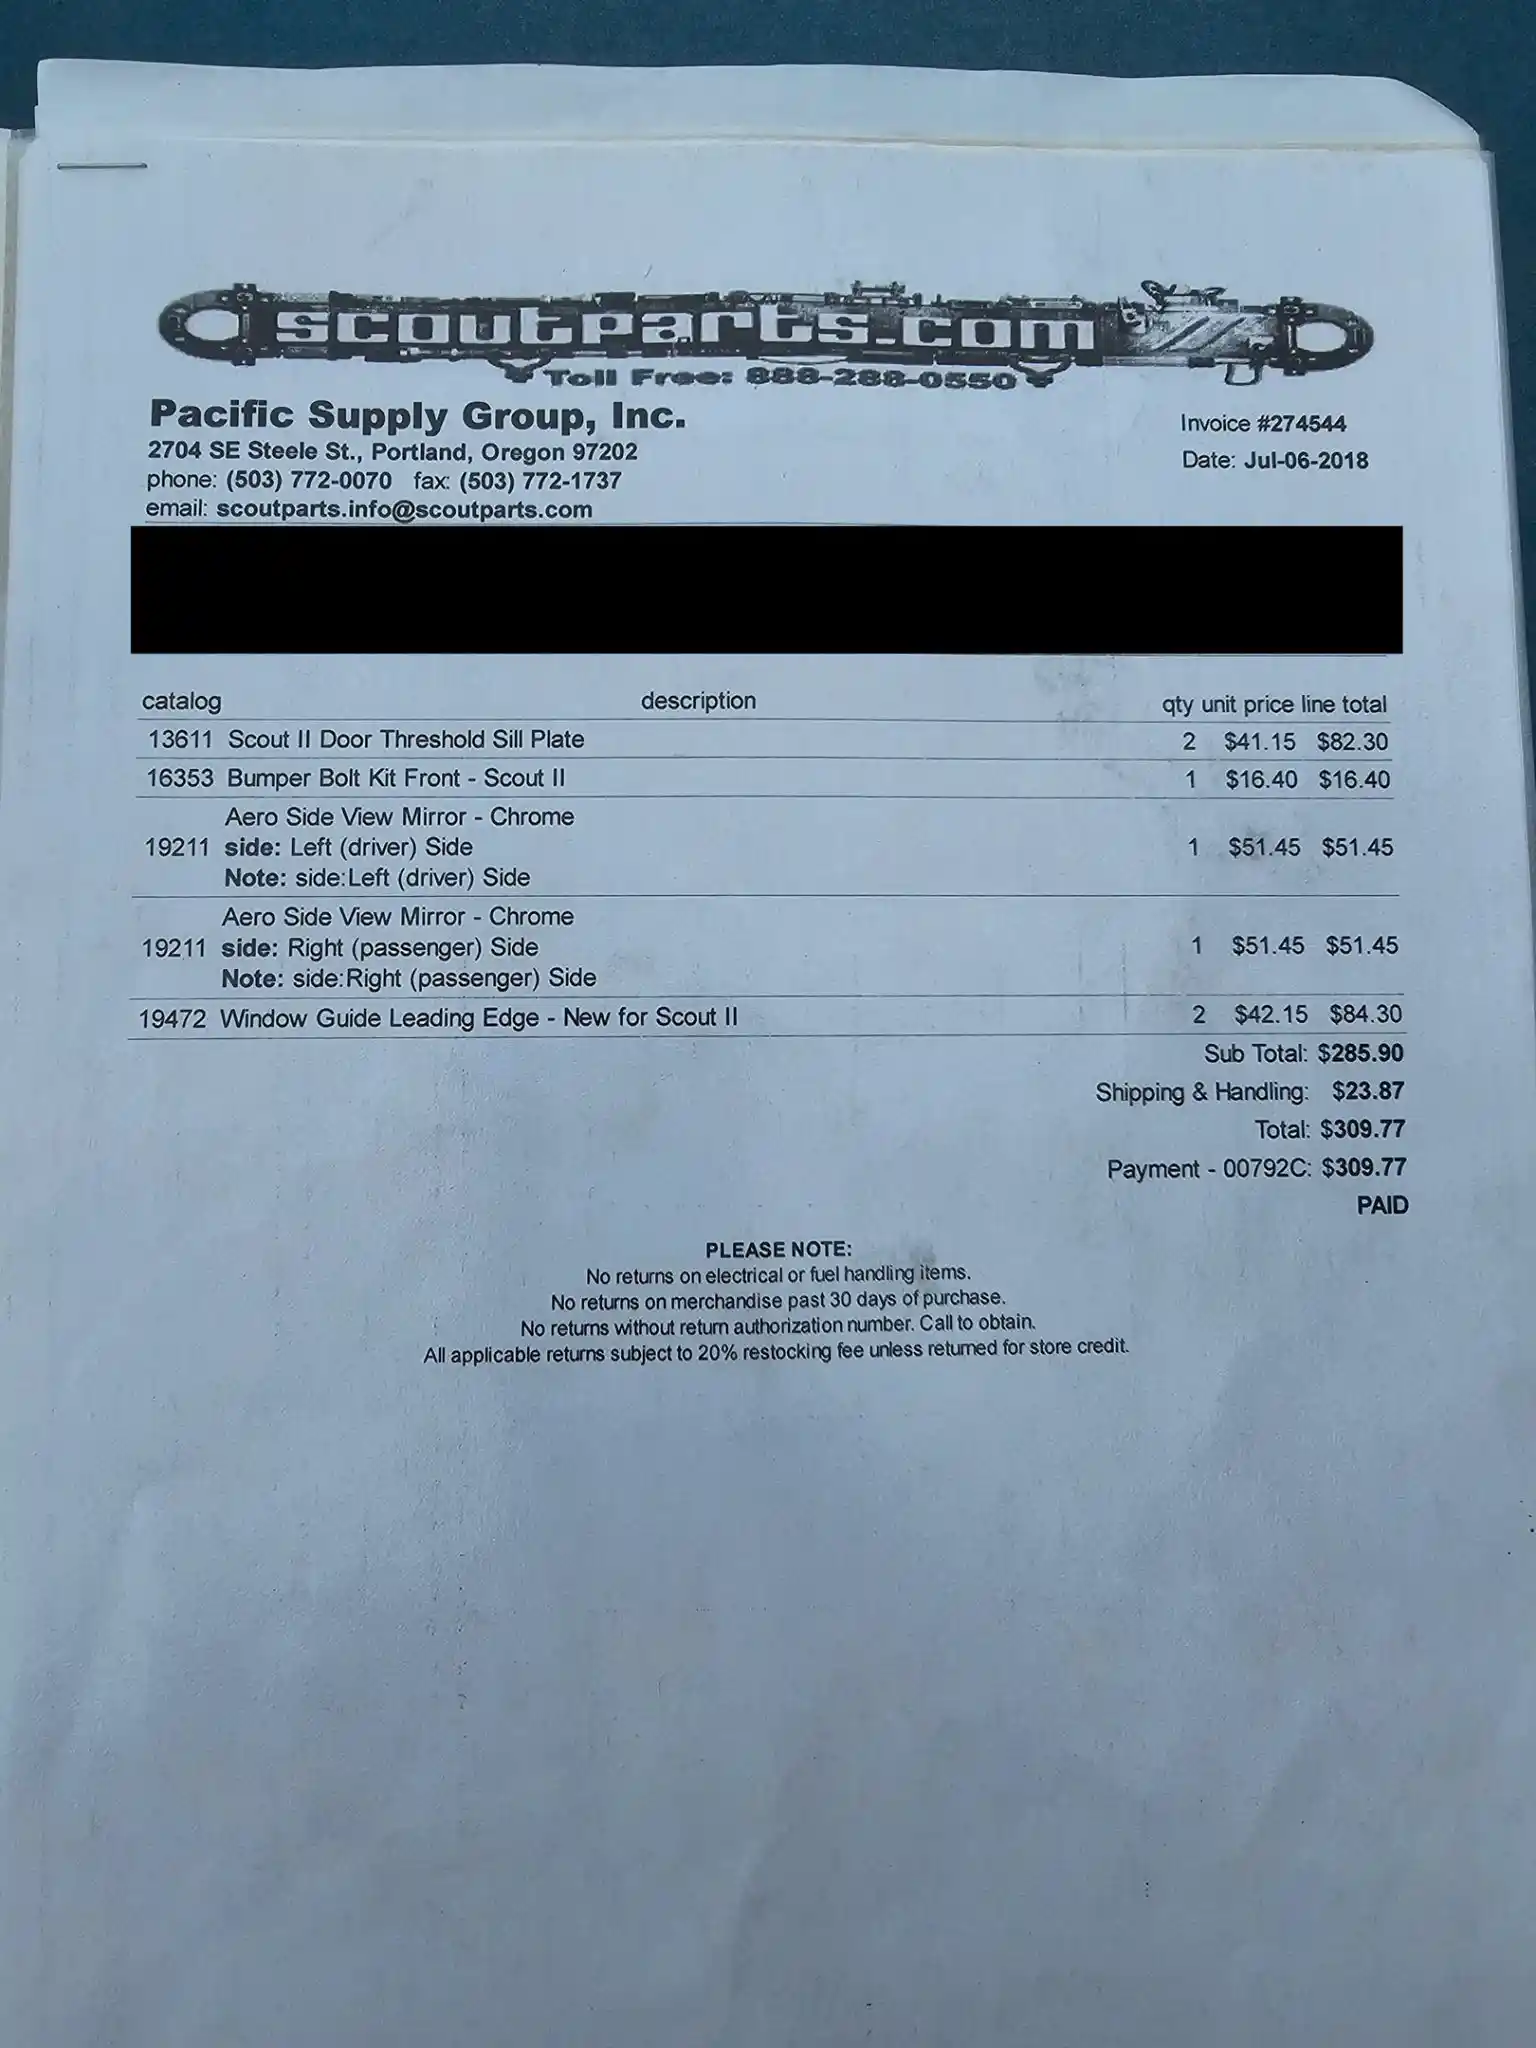 scoutparts.com
Toll Free: 888-288-0550
Pacific Supply Group, Inc.
2704 SE Steele St., Portland, Oregon 97202
phone: (503) 772-0070 fax: (503) 772-1737
email: scoutparts.info@scoutparts.com
Invoice #274544
Date: Jul-06-2018
catalog description qty unit price line total
13611 Scout II Door Threshold Sill Plate 2 $41.15 $82.30
16353 Bumper Bolt Kit Front - Scout II 1 $16.40 $16.40
Aero Side View Mirror - Chrome
19211 side: Left (driver) Side 1 $51.45 $51.45
Note: side:Left (driver) Side
Aero Side View Mirror - Chrome
19211 side: Right (passenger) Side 1 $51.45 $51.45
Note: side:Right (passenger) Side
19472 Window Guide Leading Edge - New for Scout II 2 $42.15 $84.30
Sub Total: $285.90
Shipping & Handling: $23.87
Total: $309.77
Payment - 00792C: $309.77
PAID
PLEASE NOTE:
No returns on electrical or fuel handling items.
No returns on merchandise past 30 days of purchase.
No returns without return authorization number. Call to obtain.
All applicable returns subject to 20% restocking fee unless returned for store credit.